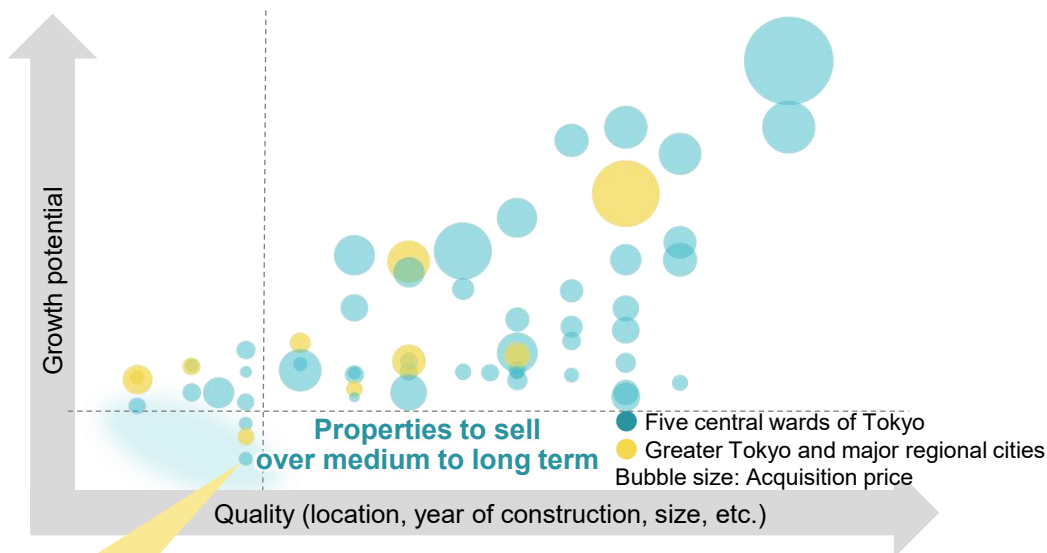 Growth potential
Properties to sell
over medium to long term
Five central wards of Tokyo
Greater Tokyo and major regional cities
Bubble size: Acquisition price
Quality (location, year of construction, size, etc.)